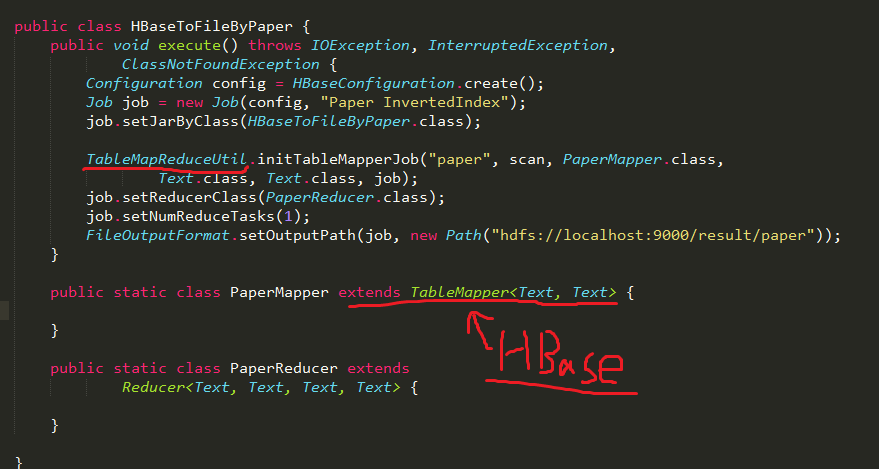 public class HBaseToFileByPaper {
public void execute() throws IOException, InterruptedException,
ClassNotFoundException {
Configuration config = HBaseConfiguration.create();
Job job = new Job(config, "Paper InvertedIndex");
job.setJarByClass(HBaseToFileByPaper.class);
TableMapReduceUtil.initTableMapperJob("paper", scan, PaperMapper.class,
Text.class, Text.class, job);
job.setReducerClass(PaperReducer.class);
job.setNumReduceTasks(1);
FileOutputFormat.setOutputPath(job, new Path("hdfs://localhost:9000/result/paper"));
}
public static class PaperMapper extends TableMapper<Text, Text> {
}
HBase
public static class PaperReducer extends
Reducer<Text, Text, Text, Text> {
}
}